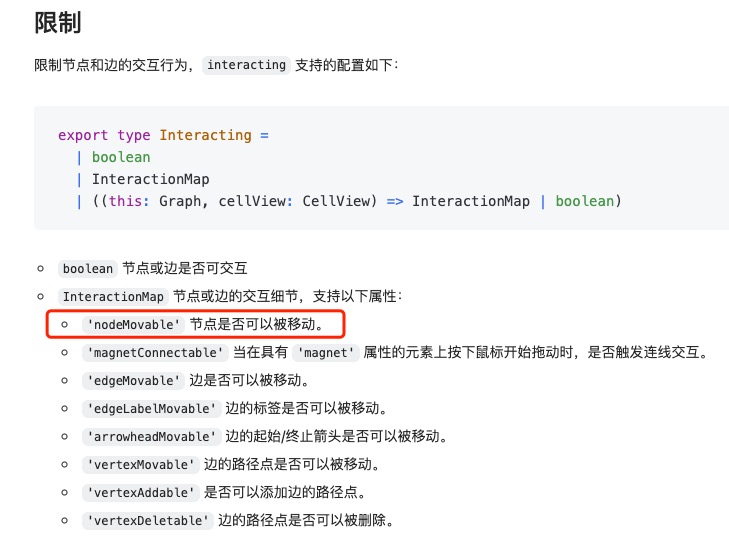 限制
限制节点和边的交互行为，interacting 支持的配置如下：
export type Interacting =
| boolean
| InteractionMap
| ((this: Graph, cellView: CellView) => InteractionMap | boolean)
boolean 节点或边是否可交互
InteractionMap 节点或边的交互细节，支持以下属性：
'nodeMovable' 节点是否可以被移动。
'magnetConnectable' 当在具有 'magnet' 属性的元素上按下鼠标开始拖动时，是否触发连线交互。
'edgeMovable' 边是否可以被移动。
'edgeLabelMovable' 边的标签是否可以被移动。
'arrowheadMovable' 边的起始/终止箭头是否可以被移动。
'vertexMovable' 边的路径点是否可以被移动。
'vertexAddable' 是否可以添加边的路径点。
'vertexDeletable' 边的路径点是否可以被删除。